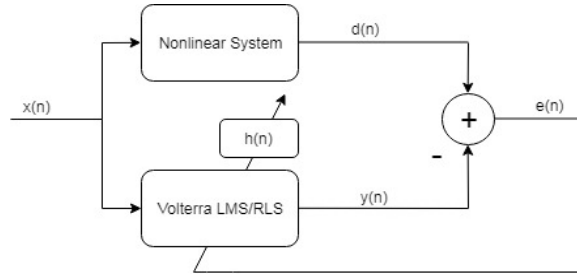 Nonlinear System
d(n)
x(n)
+
e(n)
h(n)
-
Volterra LMS/RLS
y(n)